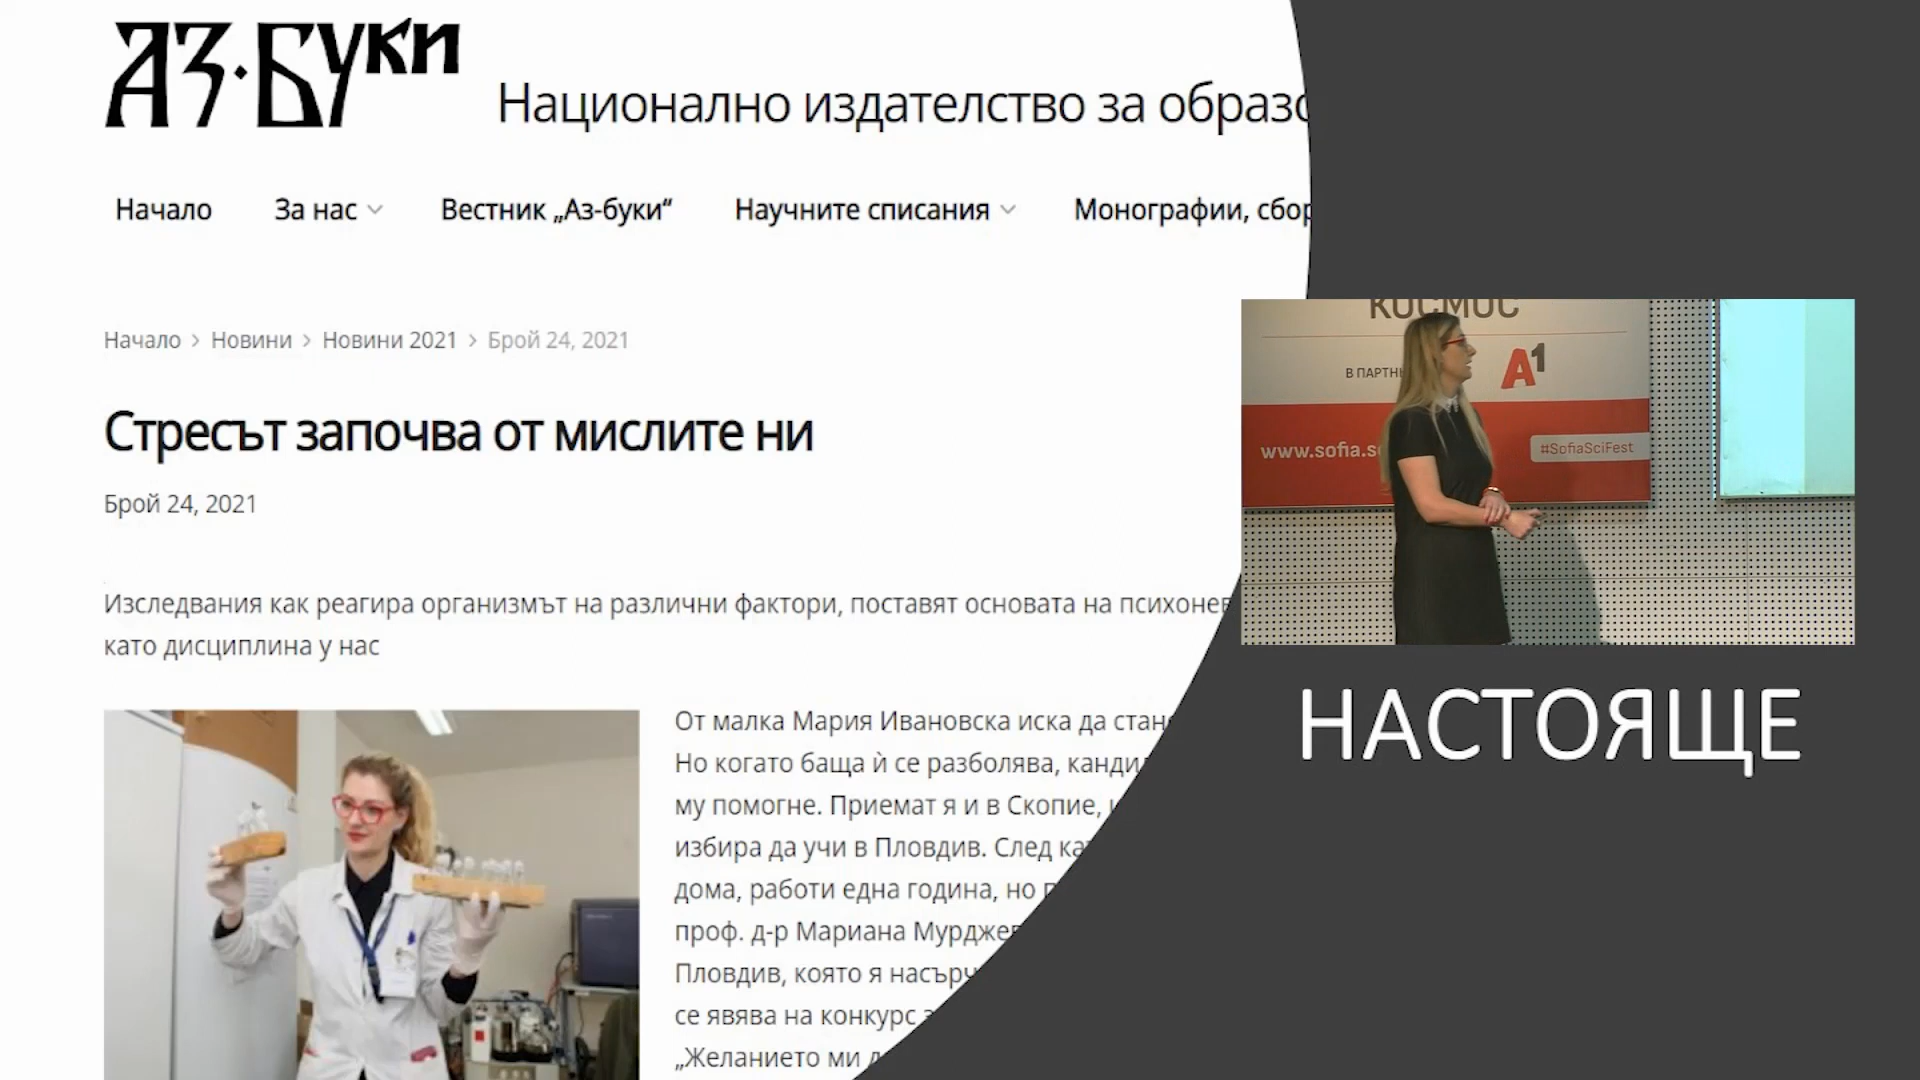 Аз·Буки
Национално издателство за образо
Начало За нас Вестник „Аз-буки“ Научните списания Монографии, сбор
Начало > Новини > Новини 2021 > Брой 24, 2021
Стресът започва от мислите ни
Брой 24, 2021
Изследвания как реагира организмът на различни фактори, поставят основата на психонев
като дисциплина у нас
От малка Мария Ивановска иска да стане
Но когато баща ѝ се разболява, канди
му помогне. Приемат я и в Скопие,
избира да учи в Пловдив. След ка
дома, работи една година, но
проф. д-р Мариана Мурджев
Пловдив, която я насърч
се явява на конкурс з
„Желанието ми д
КОСМОС
В ПАРТНЬ
A1
www.sofia.s
#SofiaSciFest
НАСТОЯЩЕ